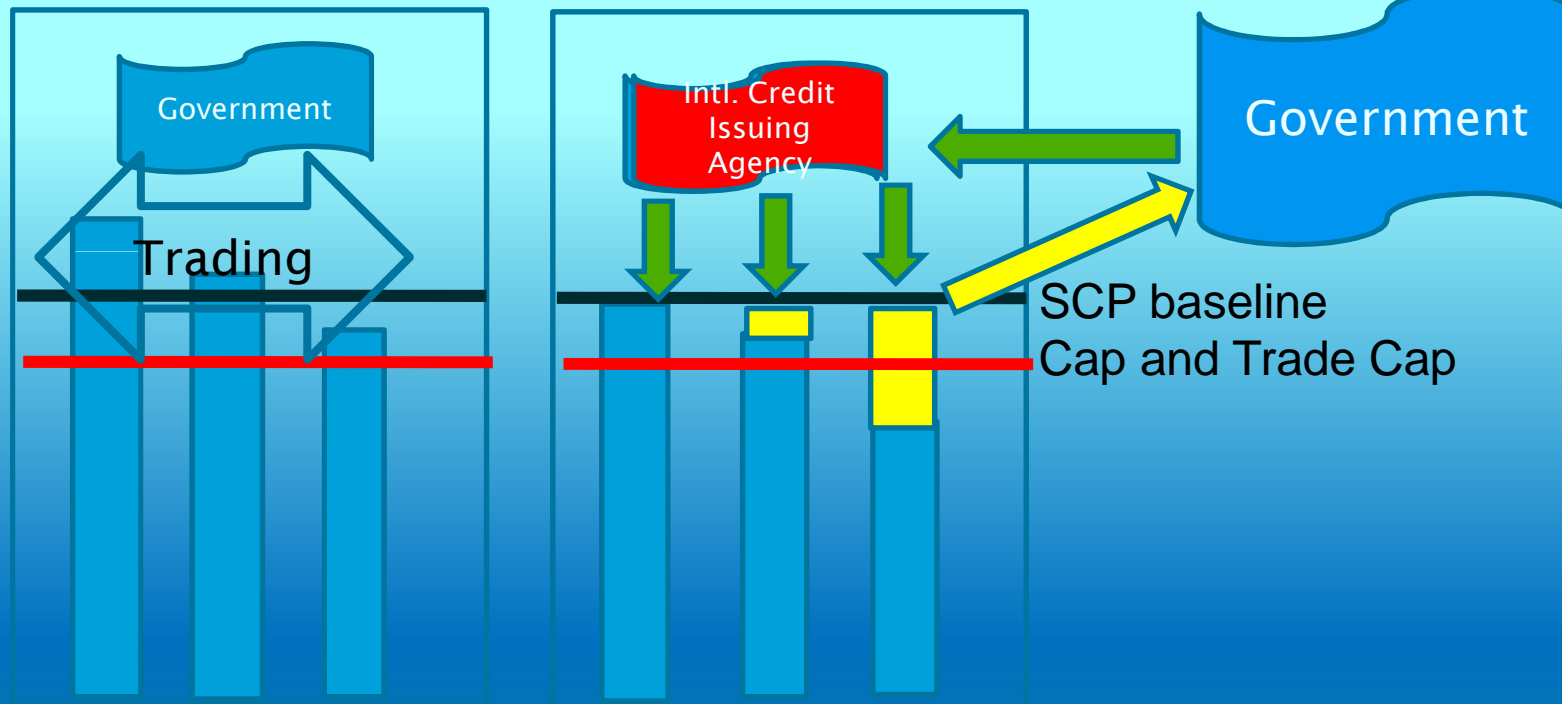 Government
Trading
Intl. Credit
Issuing
Agency
Government
SCP baseline
Cap and Trade Cap